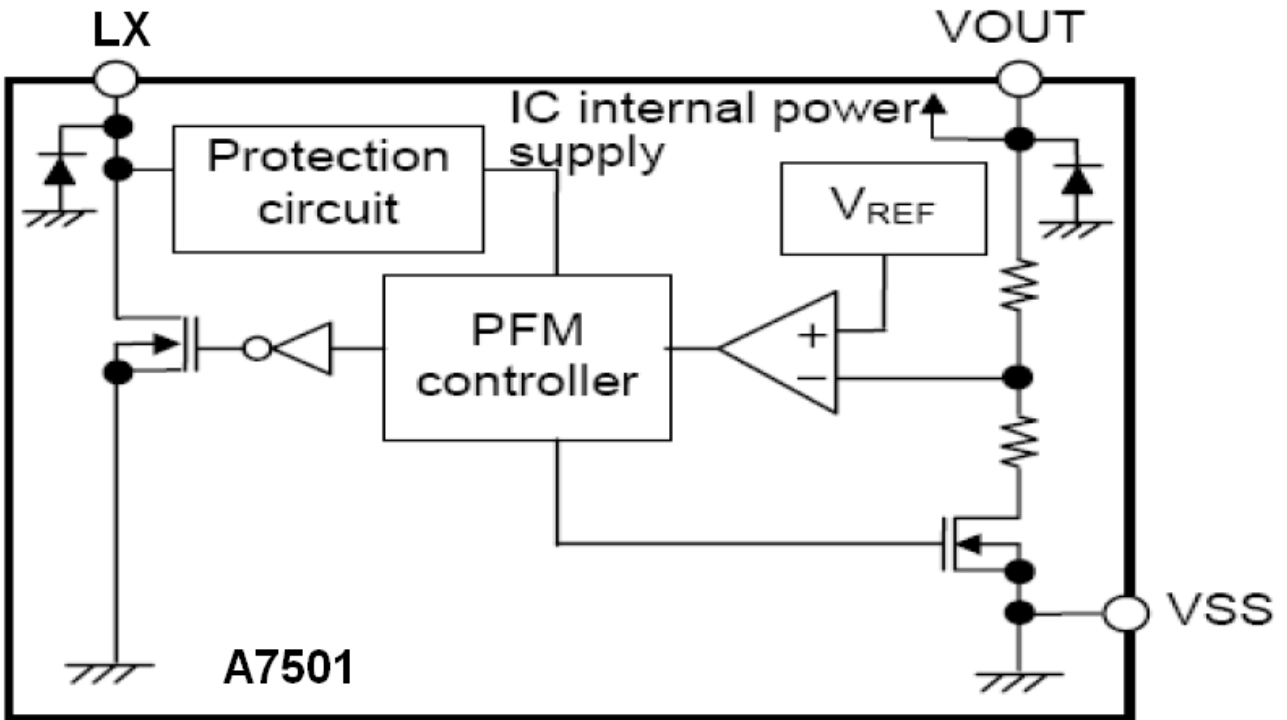 LX
VOUT
IC internal power
supply
Protection
circuit
VREF
+
−
PFM
controller
VSS
A7501